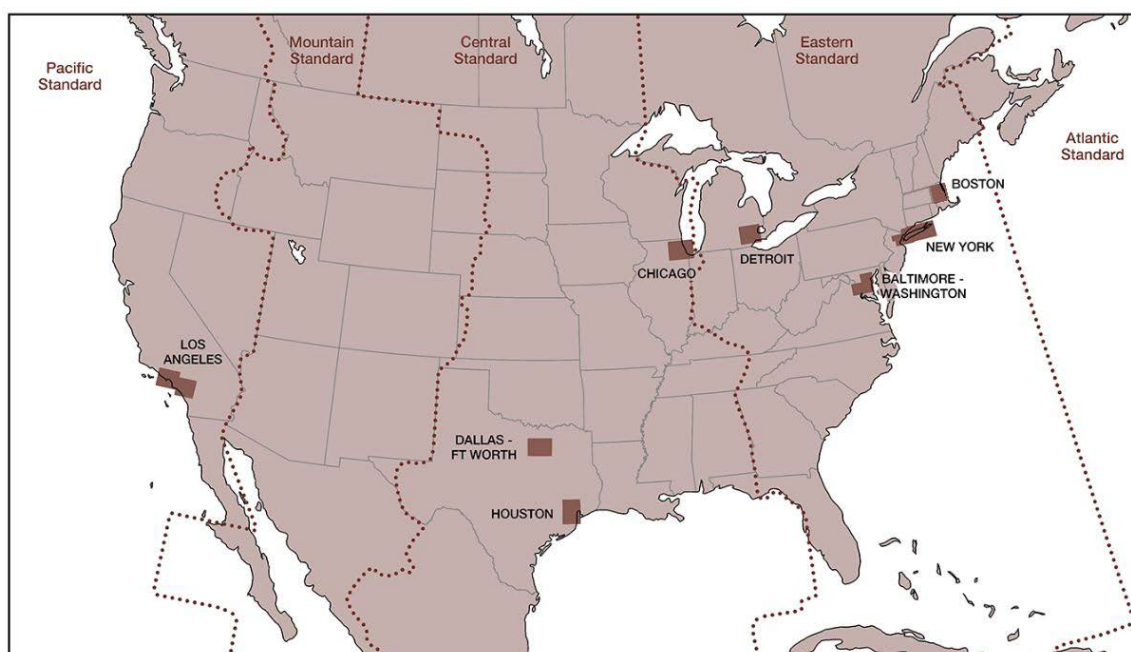 Mountain
Standard
Central
Standard
Eastern
Standard
Pacific
Standard
Atlantic
Standard
BOSTON
NEW YORK
DETROIT
CHICAGO
BALTIMORE -
WASHINGTON
LOS
ANGELES
DALLAS -
FT WORTH
HOUSTON